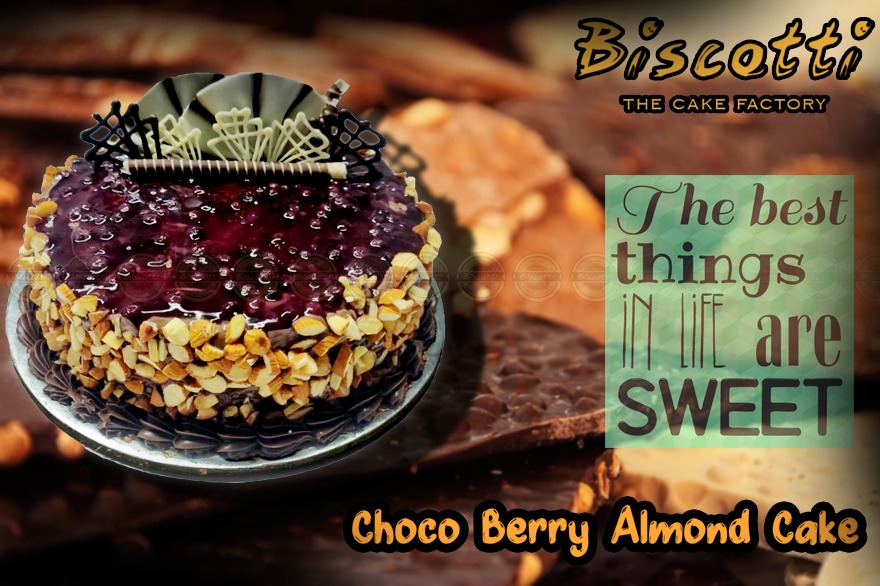 Biscotti
THE CAKE FACTORY
The best
things
IN LIFE are
SWEET
Choco Berry Almond Cake